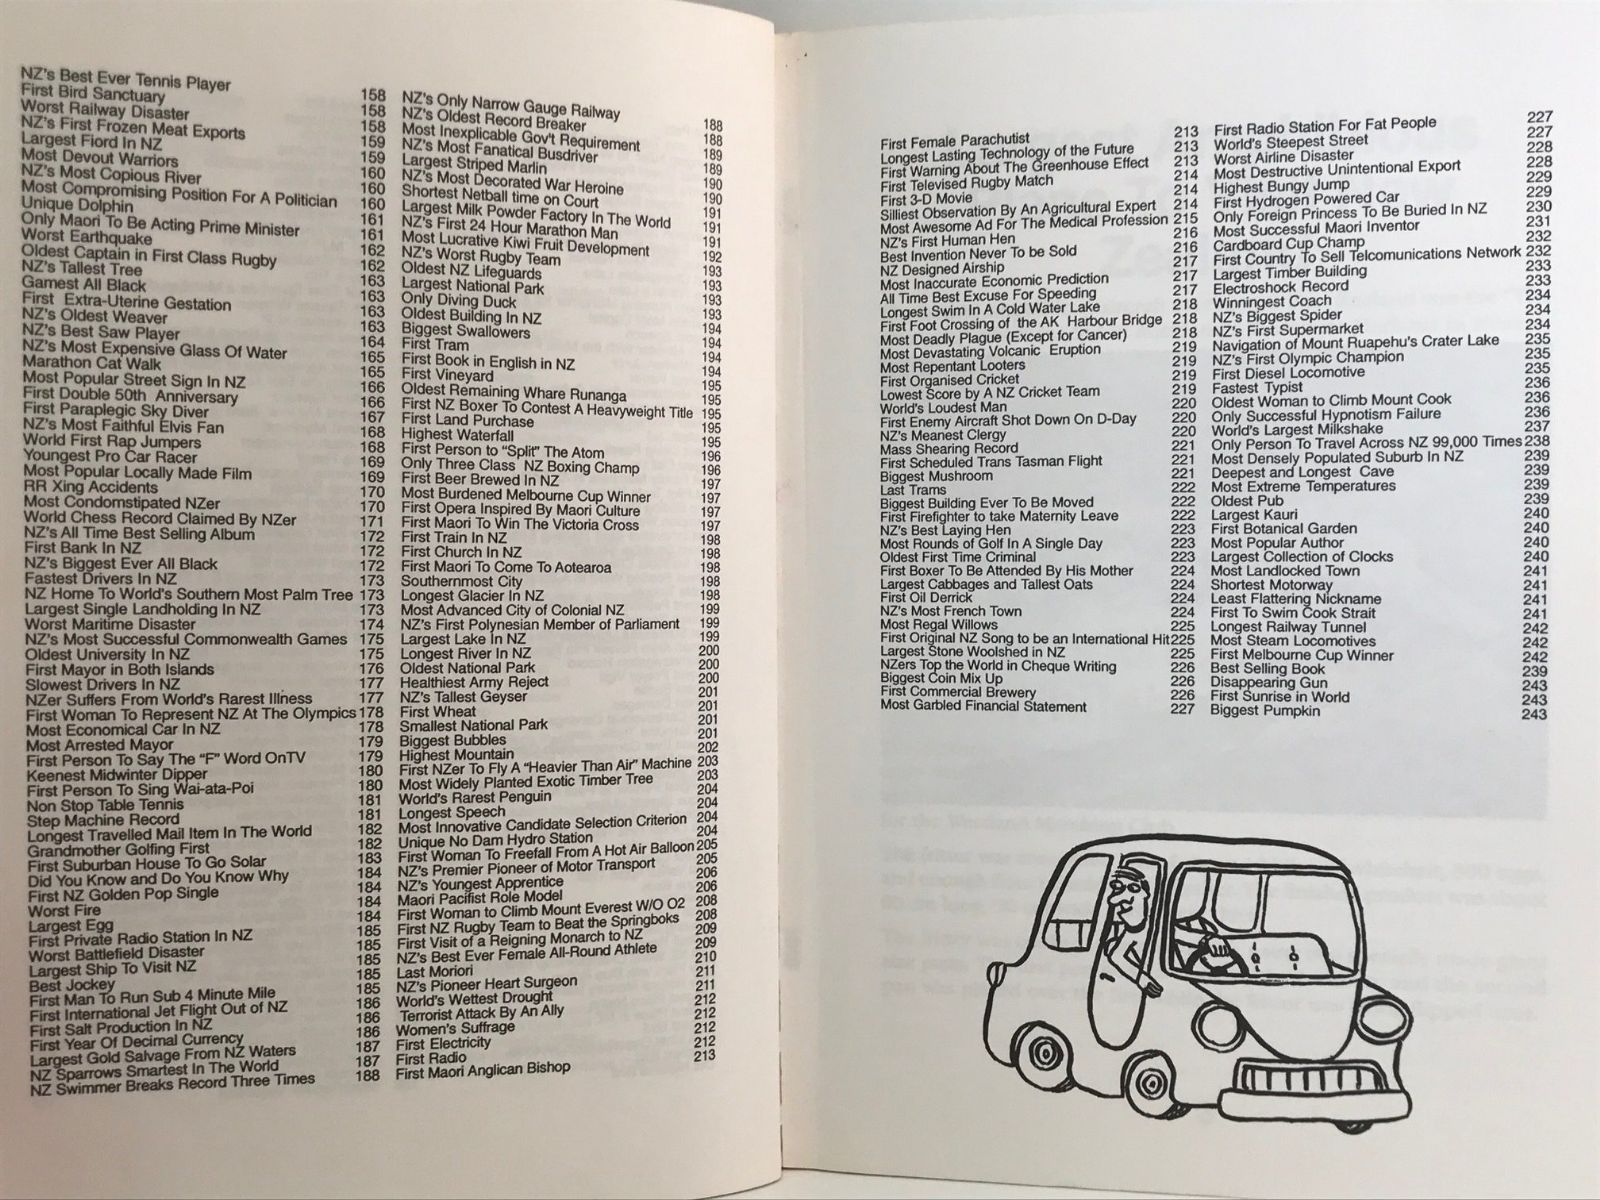 NZ's Best Ever Tennis Player 158
First Bird Sanctuary 158
Worst Railway Disaster 158
NZ's First Frozen Meat Exports 159
Largest Fiord In NZ 159
Most Devout Warriors 160
NZ's Most Copious River 160
Most Compromising Position For A Politician 160
Unique Dolphin 161
Only Maori To Be Acting Prime Minister 161
Worst Earthquake 162
Oldest Captain in First Class Rugby 162
NZ's Tallest Tree 163
Gamest All Black 163
First Extra-Uterine Gestation 163
NZ's Oldest Weaver 163
NZ's Best Saw Player 164
NZ's Most Expensive Glass Of Water 165
Marathon Cat Walk 165
Most Popular Street Sign In NZ 166
First Double 50th Anniversary 166
First Paraplegic Sky Diver 167
NZ's Most Faithful Elvis Fan 168
World First Rap Jumpers 168
Youngest Pro Car Racer 169
Most Popular Locally Made Film 169
RR Xing Accidents 170
Most Condomstipated NZer 170
World Chess Record Claimed By NZer 171
NZ's All Time Best Selling Album 172
First Bank In NZ 172
NZ's Biggest Ever All Black 172
Fastest Drivers In NZ 173
NZ Home To World's Southern Most Palm Tree 173
Largest Single Landholding In NZ 173
Worst Maritime Disaster 174
NZ's Most Successful Commonwealth Games 175
Oldest University In NZ 175
First Mayor in Both Islands 176
Slowest Drivers In NZ 177
NZer Suffers From World's Rarest Illness 177
First Woman To Represent NZ At The Olympics 178
Most Economical Car In NZ 178
Most Arrested Mayor 179
First Person To Say The "F" Word OnTV 179
Keenest Midwinter Dipper 180
First Person To Sing Wai-ata-Poi 180
Non Stop Table Tennis 181
Step Machine Record 181
Longest Travelled Mail Item In The World 182
Grandmother Golfing First 182
First Suburban House To Go Solar 183
Did You Know and Do You Know Why 184
First NZ Golden Pop Single 184
Worst Fire 184
Largest Egg 184
First Private Radio Station In NZ 185
Worst Battlefield Disaster 185
Largest Ship To Visit NZ 185
Best Jockey 185
First Man To Run Sub 4 Minute Mile 185
First International Jet Flight Out of NZ 186
First Salt Production In NZ 186
First Year Of Decimal Currency 186
Largest Gold Salvage From NZ Waters 187
NZ Sparrows Smartest In The World 187
NZ Swimmer Breaks Record Three Times 188
NZ's Only Narrow Gauge Railway 188
NZ's Oldest Record Breaker 188
Most Inexplicable Gov't Requirement 189
NZ's Most Fanatical Busdriver 189
Largest Striped Marlin 190
NZ's Most Decorated War Heroine 190
Shortest Netball time on Court 191
Largest Milk Powder Factory In The World 191
NZ's First 24 Hour Marathon Man 191
Most Lucrative Kiwi Fruit Development 192
NZ's Worst Rugby Team 193
Oldest NZ Lifeguards 193
Largest National Park 193
Only Diving Duck 193
Oldest Building In NZ 194
Biggest Swallowers 194
First Tram 194
First Book in English in NZ 194
First Vineyard 195
Oldest Remaining Whare Runanga 195
First NZ Boxer To Contest A Heavyweight Title 195
First Land Purchase 195
Highest Waterfall 195
First Person to "Split" The Atom 196
Only Three Class NZ Boxing Champ 196
First Beer Brewed In NZ 197
Most Burdened Melbourne Cup Winner 197
First Opera Inspired By Maori Culture 197
First Maori To Win The Victoria Cross 197
First Train In NZ 198
First Church In NZ 198
First Maori To Come To Aotearoa 198
Southernmost City 198
Longest Glacier In NZ 198
Most Advanced City of Colonial NZ 199
NZ's First Polynesian Member of Parliament 199
Largest Lake In NZ 199
Longest River In NZ 200
Oldest National Park 200
Healthiest Army Reject 200
NZ's Tallest Geyser 201
First Wheat 201
Smallest National Park 201
Biggest Bubbles 201
Highest Mountain 202
First NZer To Fly A "Heavier Than Air" Machine 203
Most Widely Planted Exotic Timber Tree 203
World's Rarest Penguin 204
Longest Speech 204
Most Innovative Candidate Selection Criterion 204
Unique No Dam Hydro Station 204
First Woman To Freefall From A Hot Air Balloon 205
NZ's Premier Pioneer of Motor Transport 205
NZ's Youngest Apprentice 206
Maori Pacifist Role Model 206
First Woman to Climb Mount Everest W/O O2 208
First NZ Rugby Team to Beat the Springboks 208
First Visit of a Reigning Monarch to NZ 209
NZ's Best Ever Female All-Round Athlete 209
Last Moriori 210
NZ's Pioneer Heart Surgeon 211
World's Wettest Drought 211
Terrorist Attack By An Ally 212
Women's Suffrage 212
First Electricity 212
First Radio 212
First Maori Anglican Bishop 213
First Female Parachutist 213
Longest Lasting Technology of the Future 213
First Warning About The Greenhouse Effect 213
First Televised Rugby Match 214
First 3-D Movie 214
Silliest Observation By An Agricultural Expert 214
Most Awesome Ad For The Medical Profession 215
NZ's First Human Hen 216
Best Invention Never To be Sold 216
NZ Designed Airship 217
Most Inaccurate Economic Prediction 217
All Time Best Excuse For Speeding 217
Longest Swim In A Cold Water Lake 218
First Foot Crossing of the AK Harbour Bridge 218
Most Deadly Plague (Except for Cancer) 218
Most Devastating Volcanic Eruption 219
Most Repentant Looters 219
First Organised Cricket 219
Lowest Score by A NZ Cricket Team 219
World's Loudest Man 220
First Enemy Aircraft Shot Down On D-Day 220
NZ's Meanest Clergy 220
Mass Shearing Record 221
First Scheduled Trans Tasman Flight 221
Biggest Mushroom 221
Last Trams 222
Biggest Building Ever To Be Moved 222
First Firefighter to take Maternity Leave 222
NZ's Best Laying Hen 223
Most Rounds of Golf In A Single Day 223
Oldest First Time Criminal 223
First Boxer To Be Attended By His Mother 224
Largest Cabbages and Tallest Oats 224
First Oil Derrick 224
NZ's Most French Town 224
Most Regal Willows 225
First Original NZ Song to be an International Hit225
Largest Stone Woolshed in NZ 225
NZers Top the World in Cheque Writing 226
Biggest Coin Mix Up 226
First Commercial Brewery 226
Most Garbled Financial Statement 227
First Radio Station For Fat People 227
World's Steepest Street 227
Worst Airline Disaster 228
Most Destructive Unintentional Export 228
Highest Bungy Jump 229
First Hydrogen Powered Car 229
Only Foreign Princess To Be Buried In NZ 230
Most Successful Maori Inventor 231
Cardboard Cup Champ 232
First Country To Sell Telcomunications Network 232
Largest Timber Building 233
Electroshock Record 233
Winningest Coach 234
NZ's Biggest Spider 234
NZ's First Supermarket 234
Navigation of Mount Ruapehu's Crater Lake 235
NZ's First Olympic Champion 235
First Diesel Locomotive 235
Fastest Typist 236
Oldest Woman to Climb Mount Cook 236
Only Successful Hypnotism Failure 236
World's Largest Milkshake 237
Only Person To Travel Across NZ 99,000 Times 238
Most Densely Populated Suburb In NZ 239
Deepest and Longest Cave 239
Most Extreme Temperatures 239
Oldest Pub 239
Largest Kauri 240
First Botanical Garden 240
Most Popular Author 240
Largest Collection of Clocks 240
Most Landlocked Town 241
Shortest Motorway 241
Least Flattering Nickname 241
First To Swim Cook Strait 241
Longest Railway Tunnel 242
Most Steam Locomotives 242
First Melbourne Cup Winner 242
Best Selling Book 239
Disappearing Gun 243
First Sunrise in World 243
Biggest Pumpkin 243